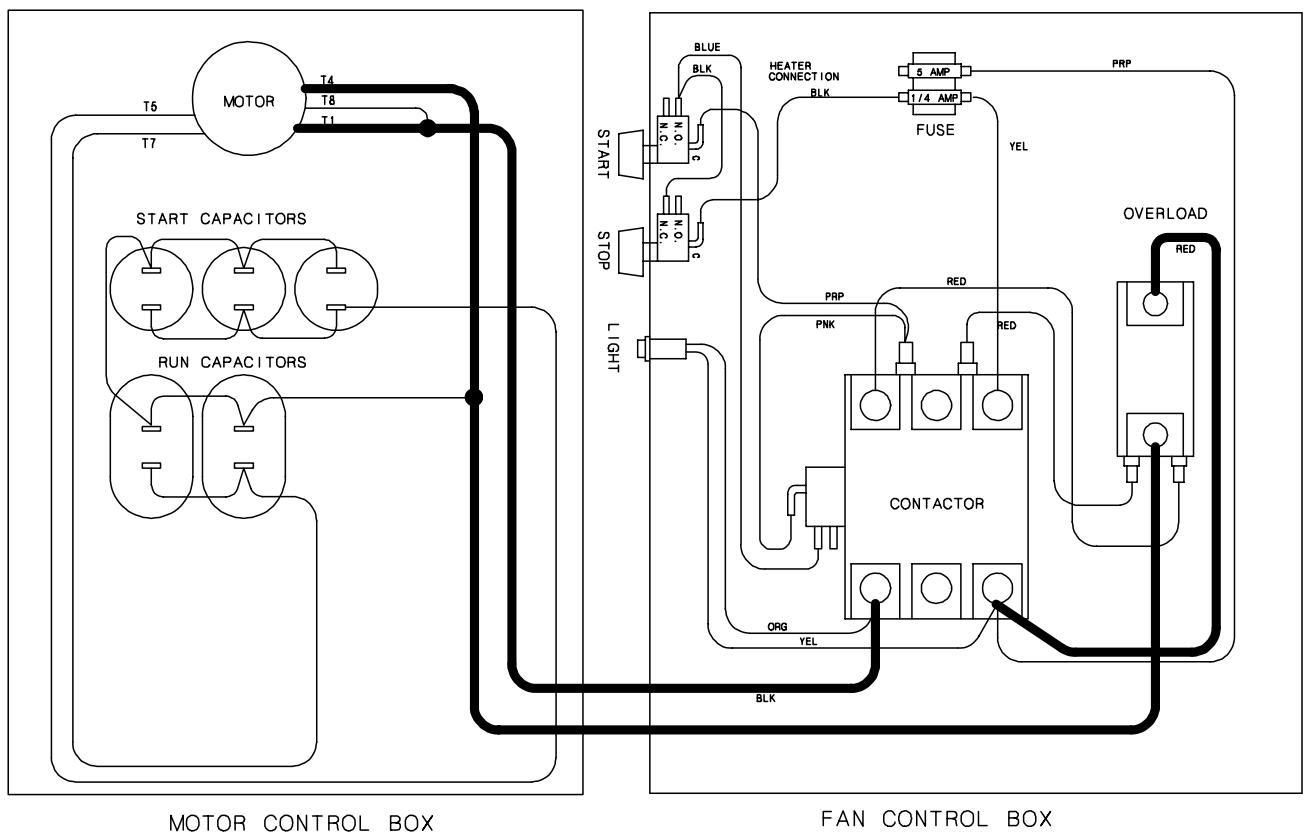 T4
T8
T1
T5
T7
MOTOR
START CAPACITORS
RUN CAPACITORS
MOTOR CONTROL BOX
BLUE
BLK
HEATER
CONNECTION
BLK
5 AMP
1/4 AMP
FUSE
PRP
YEL
START
N.C.
N.O.
C
STOP
N.C.
N.O.
C
LIGHT
OVERLOAD
RED
PRP
PNK
RED
RED
CONTACTOR
ORG
YEL
BLK
FAN CONTROL BOX